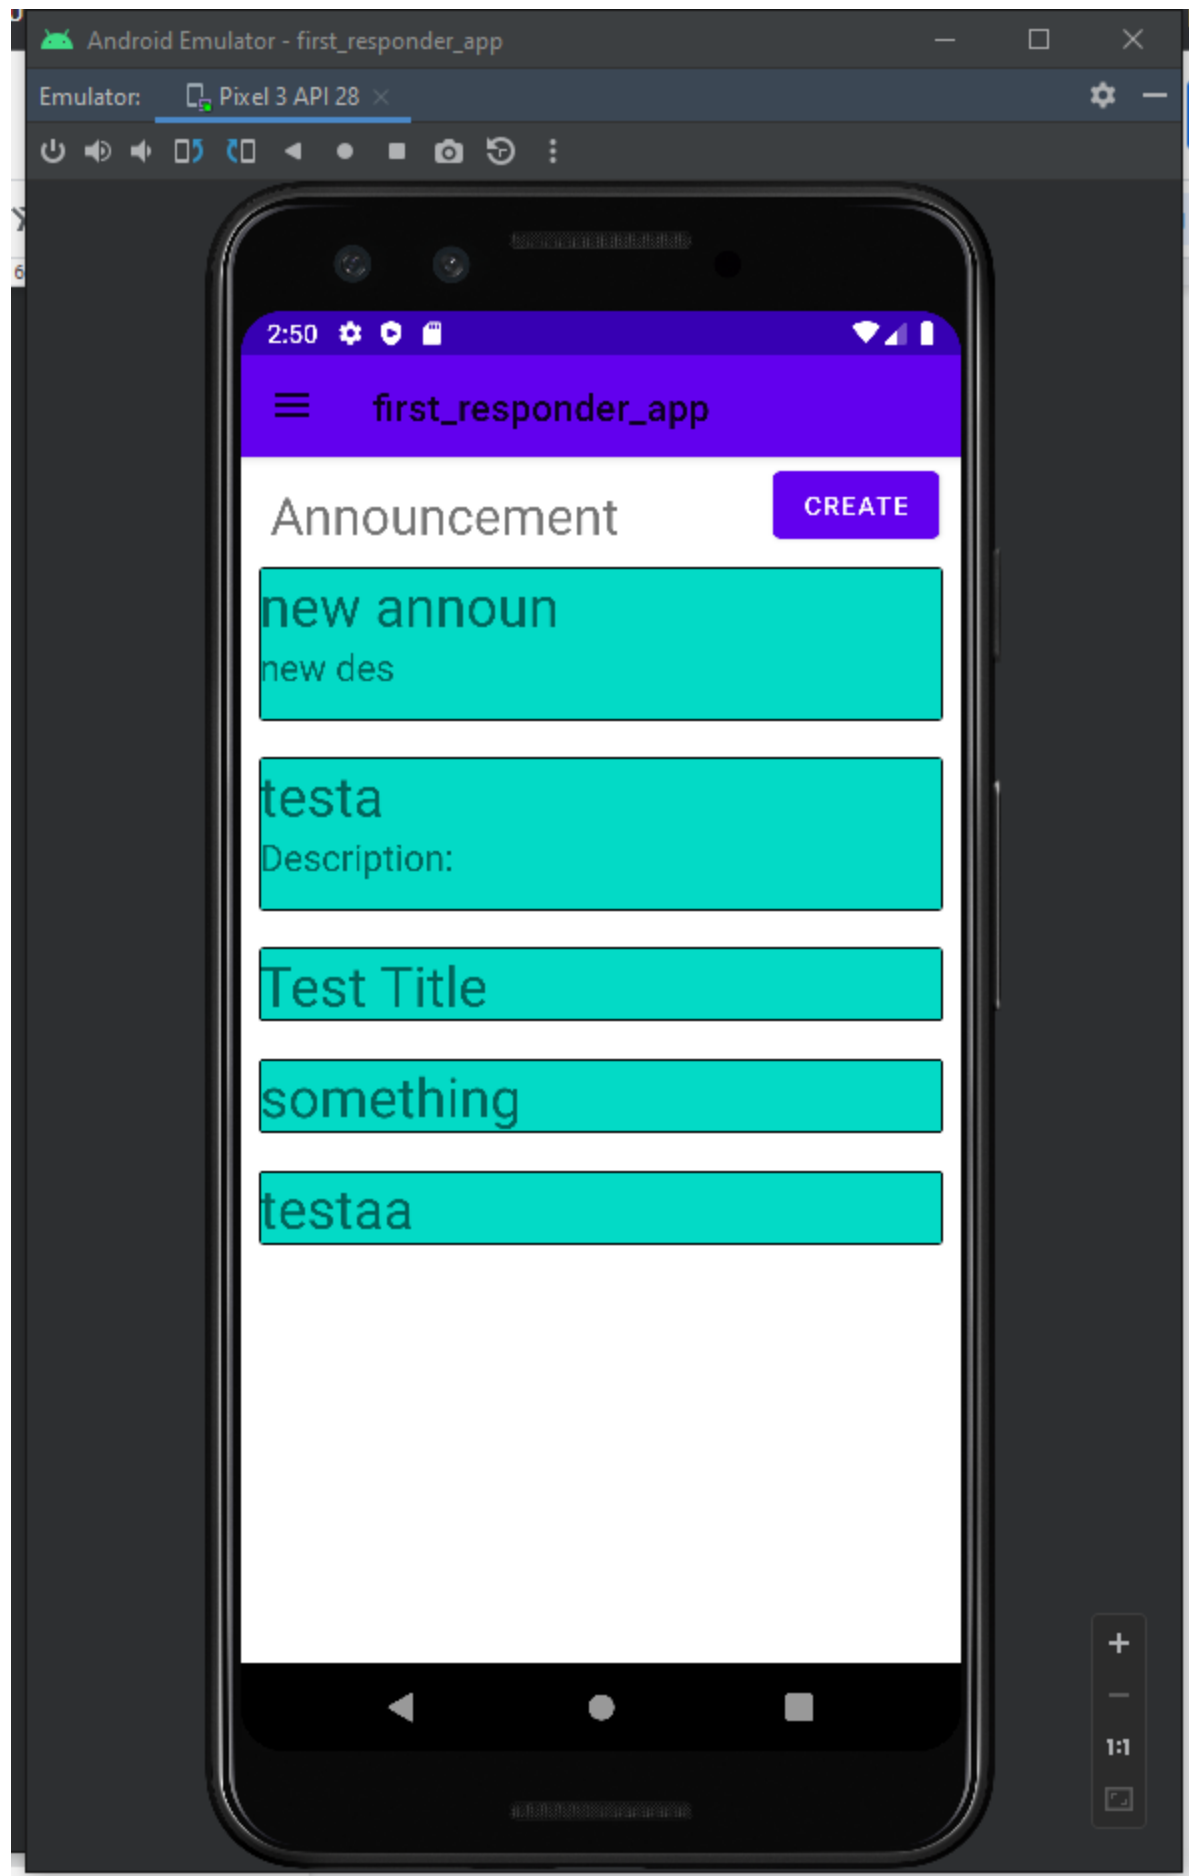 Android Emulator - first_responder_app
Emulator: Pixel 3 API 28
2:50
first_responder_app
Announcement
CREATE
new announ
new des
testa
Description:
Test Title
something
testaa
1:1